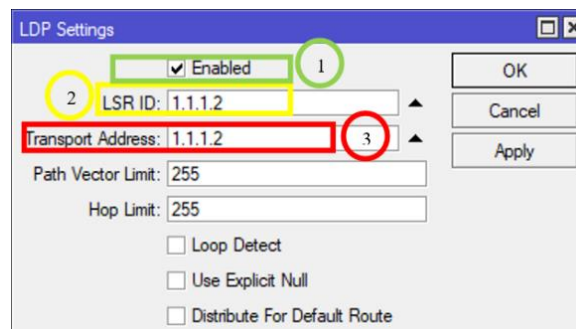 LDP Settings
Enabled 1 OK
2 LSR ID: 1.1.1.2 Cancel
Transport Address: 1.1.1.2 3 Apply
Path Vector Limit: 255
Hop Limit: 255
Loop Detect
Use Explicit Null
Distribute For Default Route